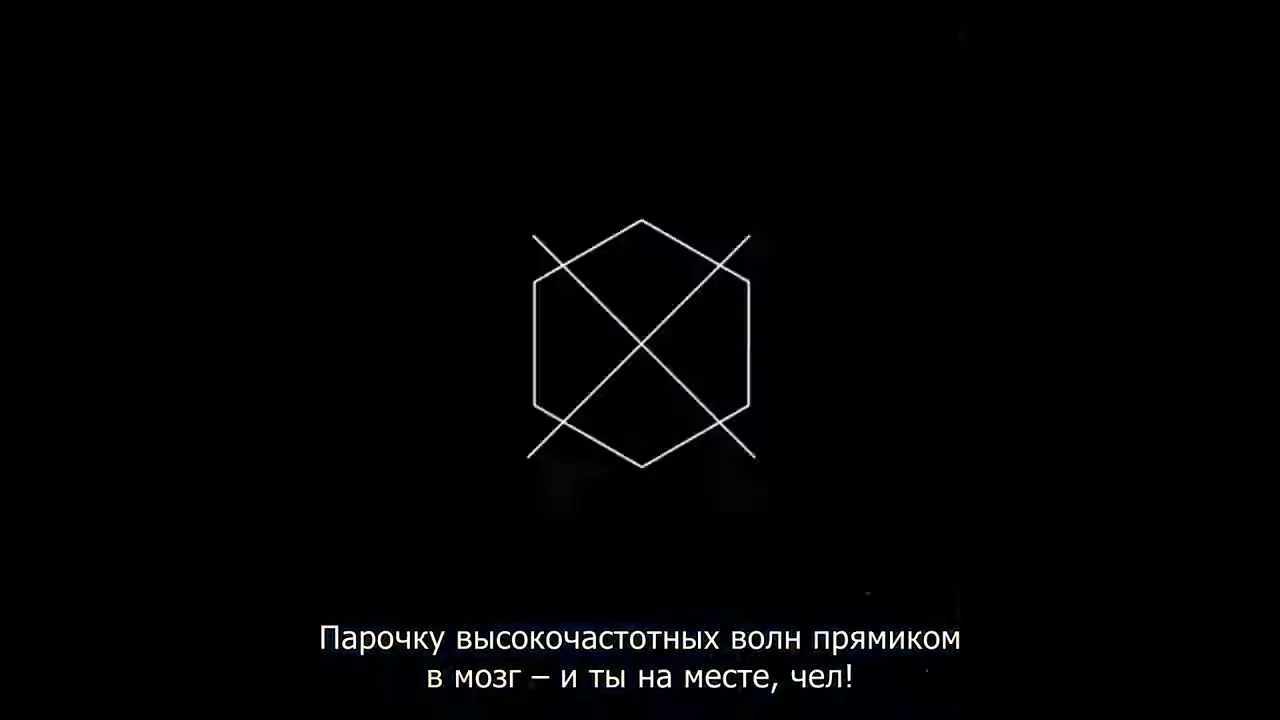 Парочку высокочастотных волн прямиком
в мозг – и ты на месте, чел!